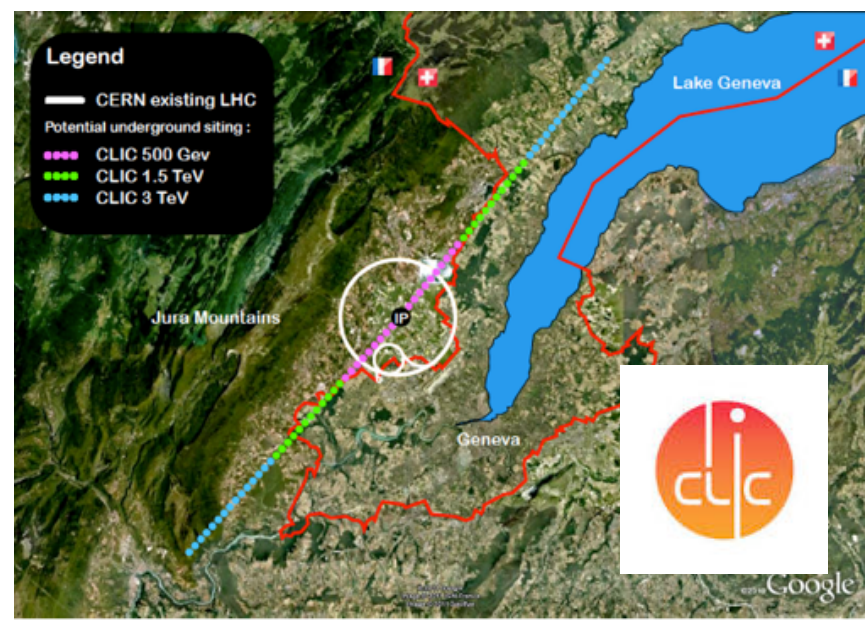 Legend
CERN existing LHC
Potential underground siting :
CLIC 500 Gev
CLIC 1.5 TeV
CLIC 3 TeV
Lake Geneva
Jura Mountains
IP
Geneva
clic
Google